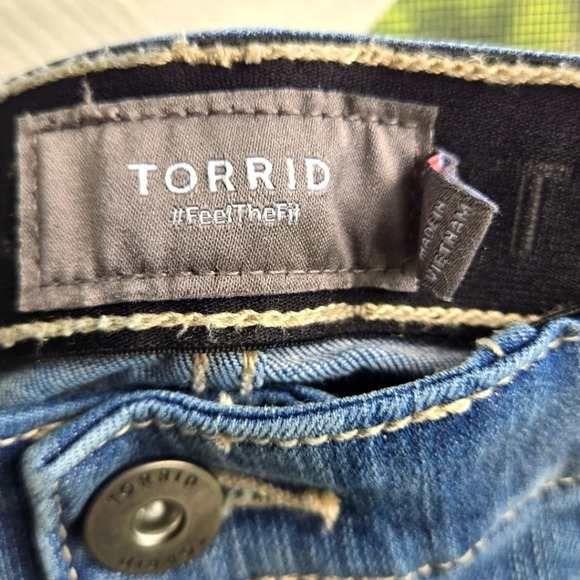 TORRID
#FeelTheFit
MADE IN
VIETNAM
TORRID